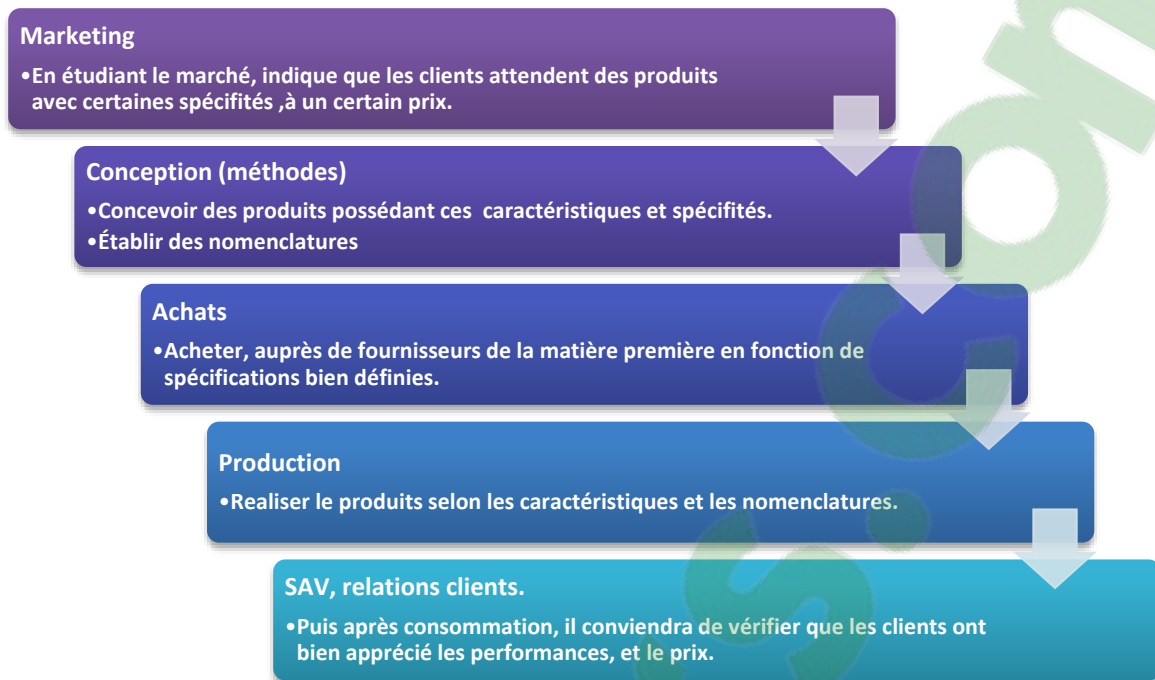 Marketing
•En étudiant le marché, indique que les clients attendent des produits
avec certaines spécifités ,à un certain prix.
Conception (méthodes)
•Concevoir des produits possédant ces caractéristiques et spécifités.
•Établir des nomenclatures
Achats
•Acheter, auprès de fournisseurs de la matière première en fonction de
spécifications bien définies.
Production
•Realiser le produits selon les caractéristiques et les nomenclatures.
SAV, relations clients.
•Puis après consommation, il conviendra de vérifier que les clients ont
bien apprécié les performances, et le prix.